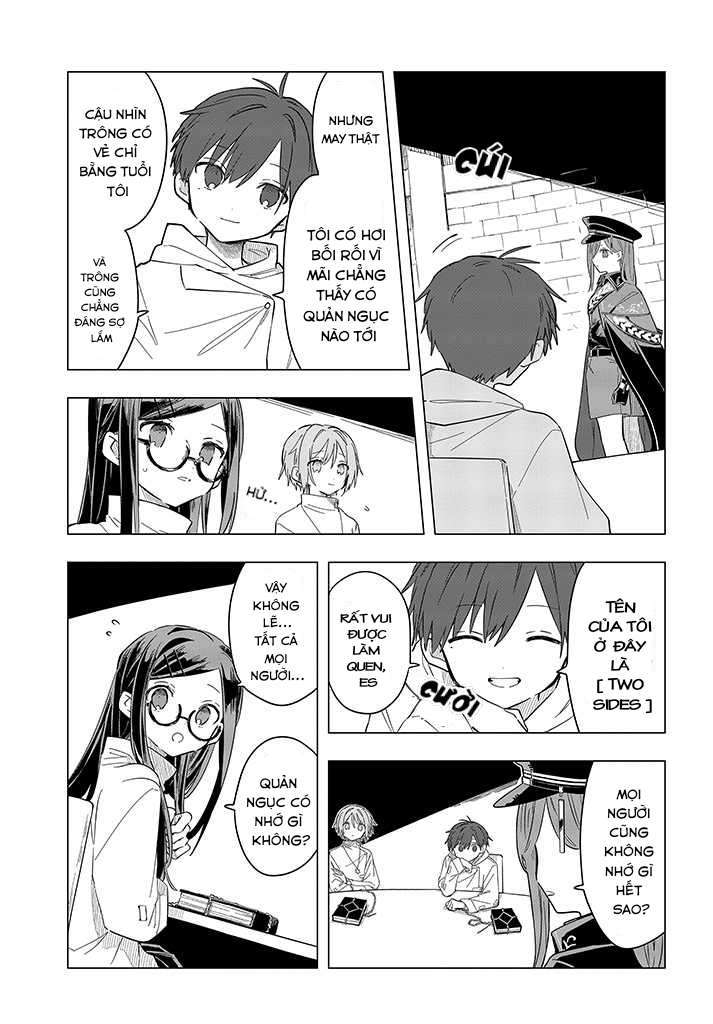 CÚI
NHƯNG
MAY THẬT
TÔI CÓ HƠI
BỐI RỐI VÌ
MÃI CHẲNG
THẤY CÓ
QUẢN NGỤC
NÀO TỚI
CẬU NHÌN
TRÔNG CÓ
VẺ CHỈ
BẰNG TUỔI
TÔI
VÀ
TRÔNG
CŨNG
CHẲNG
ĐÁNG SỢ
LẮM
HỬ...
TÊN
CỦA TÔI
Ở ĐÂY
LÀ
[ TWO
SIDES ]
RẤT VUI
ĐƯỢC
LÀM
QUEN,
ES
CƯỜI
VẬY
KHÔNG
LẼ...
TẤT CẢ
MỌI
NGƯỜI...
QUẢN
NGỤC CÓ
NHỚ GÌ
KHÔNG?
MỌI
NGƯỜI
CŨNG
KHÔNG
NHỚ GÌ
HẾT
SAO?